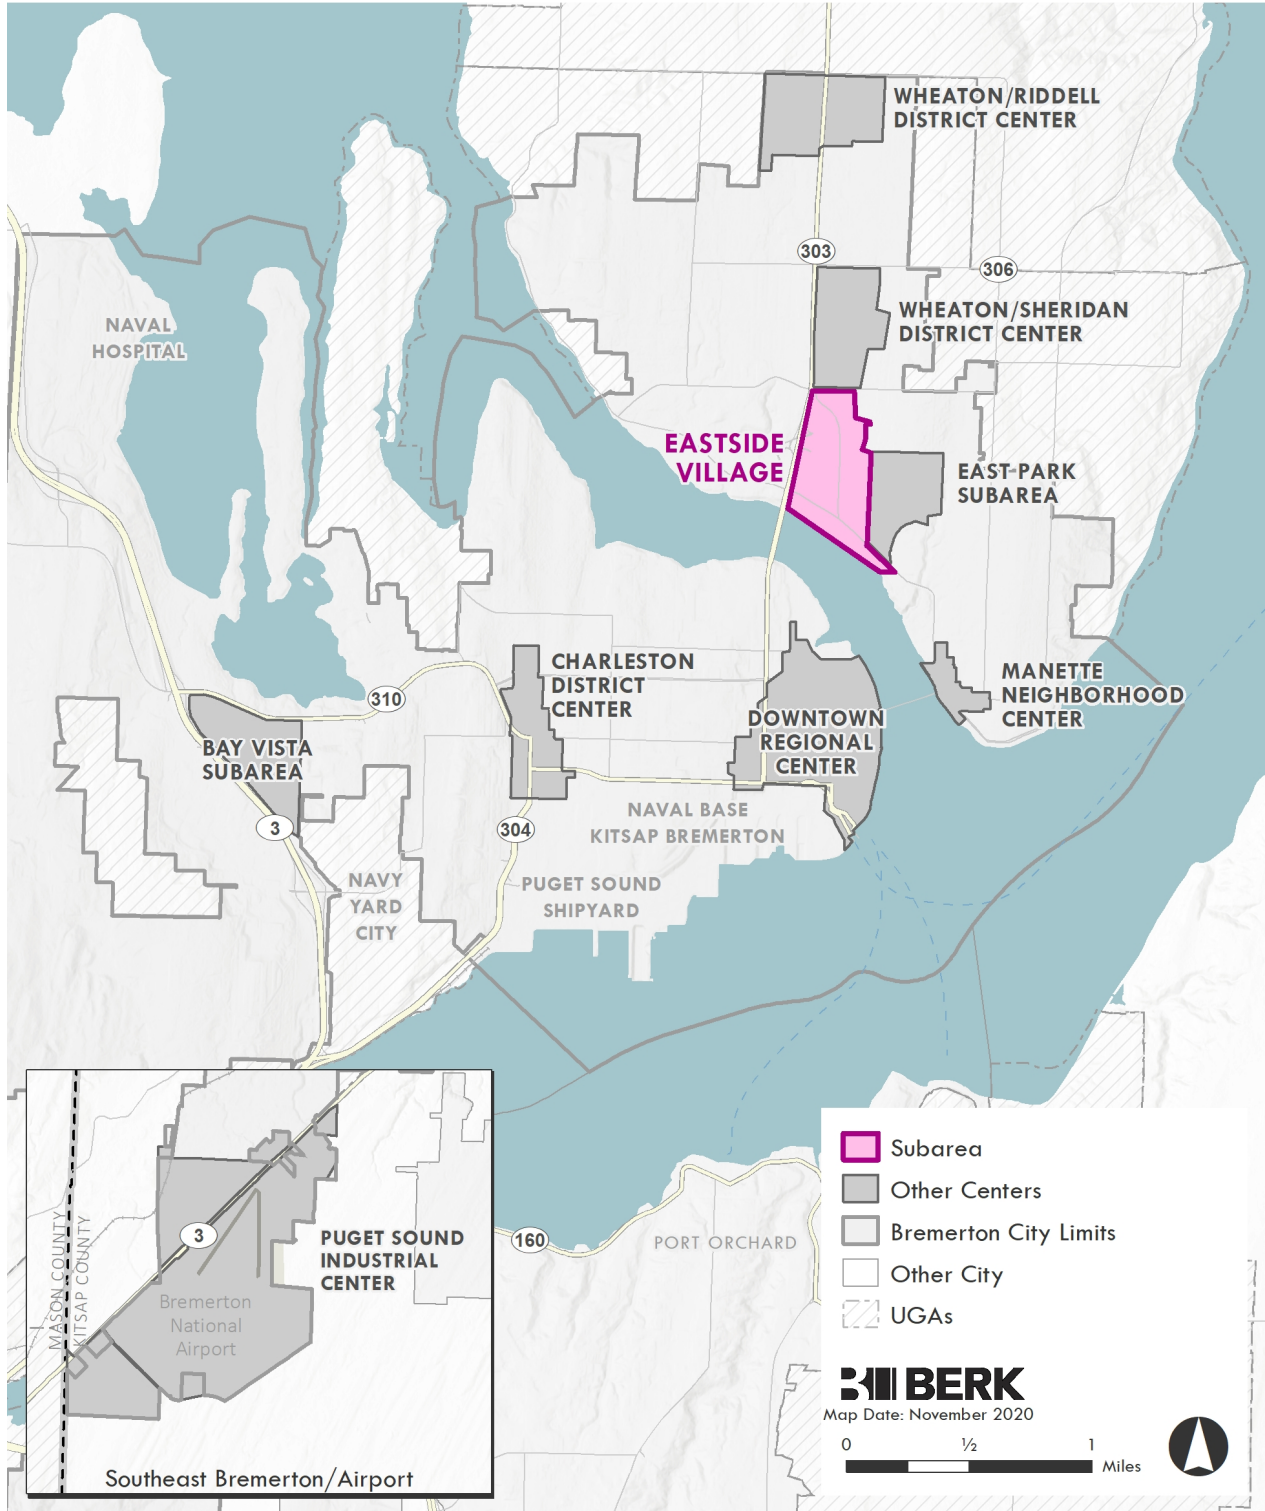 WHEATON/RIDDELL
DISTRICT CENTER
303
306
WHEATON/SHERIDAN
DISTRICT CENTER
NAVAL
HOSPITAL
EASTSIDE
VILLAGE
EAST PARK
SUBAREA
CHARLESTON
DISTRICT
CENTER
MANETTE
NEIGHBORHOOD
CENTER
310
DOWNTOWN
REGIONAL
CENTER
BAY VISTA
SUBAREA
3
304
NAVAL BASE
KITSAP BREMERTON
NAVY
YARD
CITY
PUGET SOUND
SHIPYARD
3
PUGET SOUND
INDUSTRIAL
CENTER
MASON COUNTY
KITSAP COUNTY
Bremerton
National
Airport
Southeast Bremerton/Airport
160
PORT ORCHARD
Subarea
Other Centers
Bremerton City Limits
Other City
UGAs
BERK
Map Date: November 2020
0 ½ 1
Miles